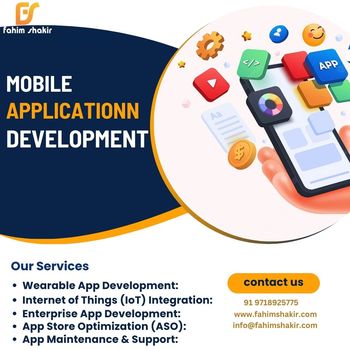 fahim shakir
MOBILE
APPLICATIONN
DEVELOPMENT
</>
APP
Aa
Our Services
• Wearable App Development:
• Internet of Things (IoT) Integration:
• Enterprise App Development:
• App Store Optimization (ASO):
• App Maintenance & Support:
contact us
91 9718925775
www.fahimshakir.com
info@fahimshakir.com